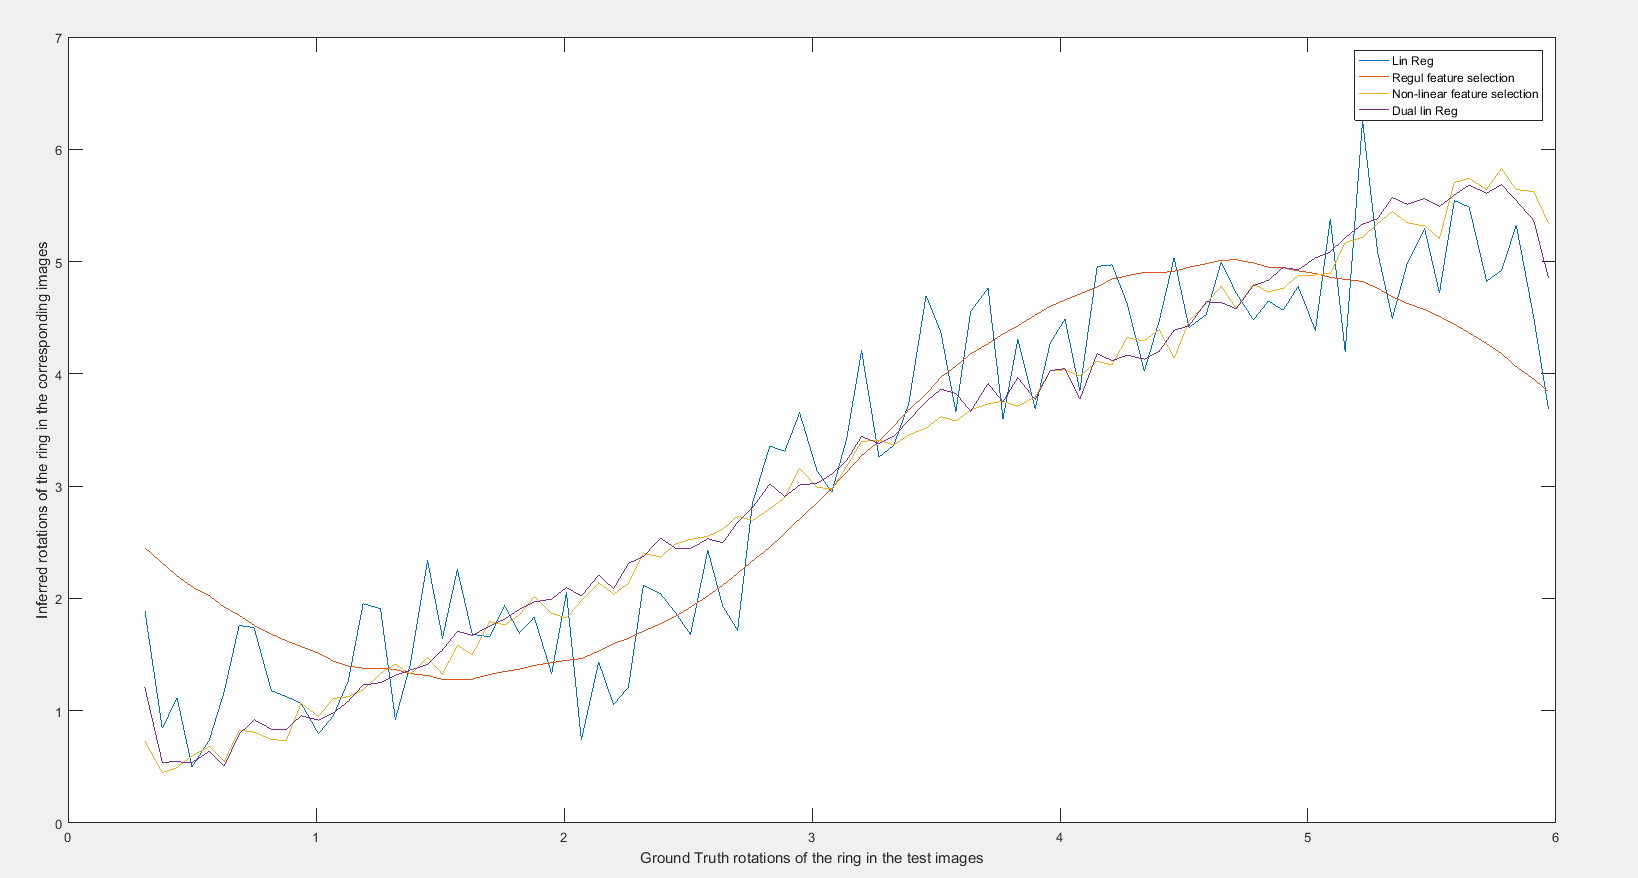 7
6
5
4
3
2
1
0
0 1 2 3 4 5 6
Inferred rotations of the ring in the corresponding images
Ground Truth rotations of the ring in the test images
Lin Reg
Regul feature selection
Non-linear feature selection
Dual lin Reg